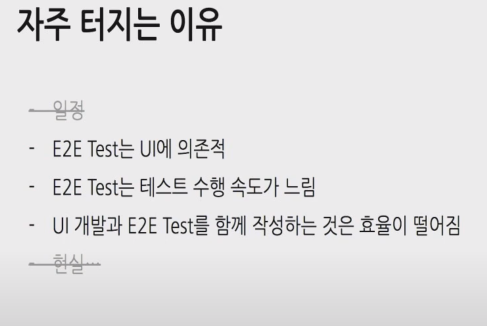 자주 터지는 이유
- 일정
- E2E Test는 UI에 의존적
- E2E Test는 테스트 수행 속도가 느림
- UI 개발과 E2E Test를 함께 작성하는 것은 효율이 떨어짐
- 현실…